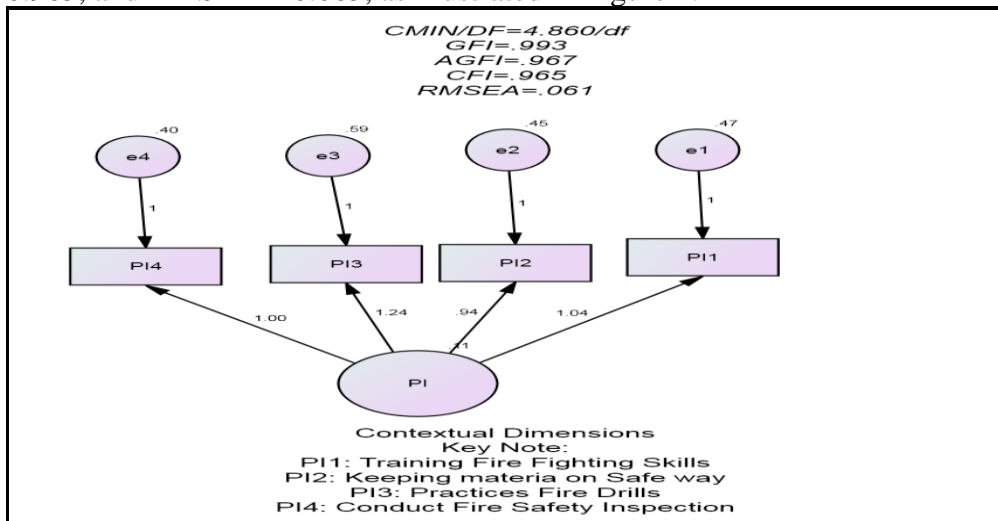 CMIN/DF=4.860/df
GFI=.993
AGFI=.967
CFI=.965
RMSEA=.061
.40
.59
.45
.47
e4
e3
e2
e1
1
1
1
1
PI4
PI3
PI2
PI1
1.00
1.24
.94
1.04
.11
PI
Contextual Dimensions
Key Note:
PI1: Training Fire Fighting Skills
PI2: Keeping materia on Safe way
PI3: Practices Fire Drills
PI4: Conduct Fire Safety Inspection